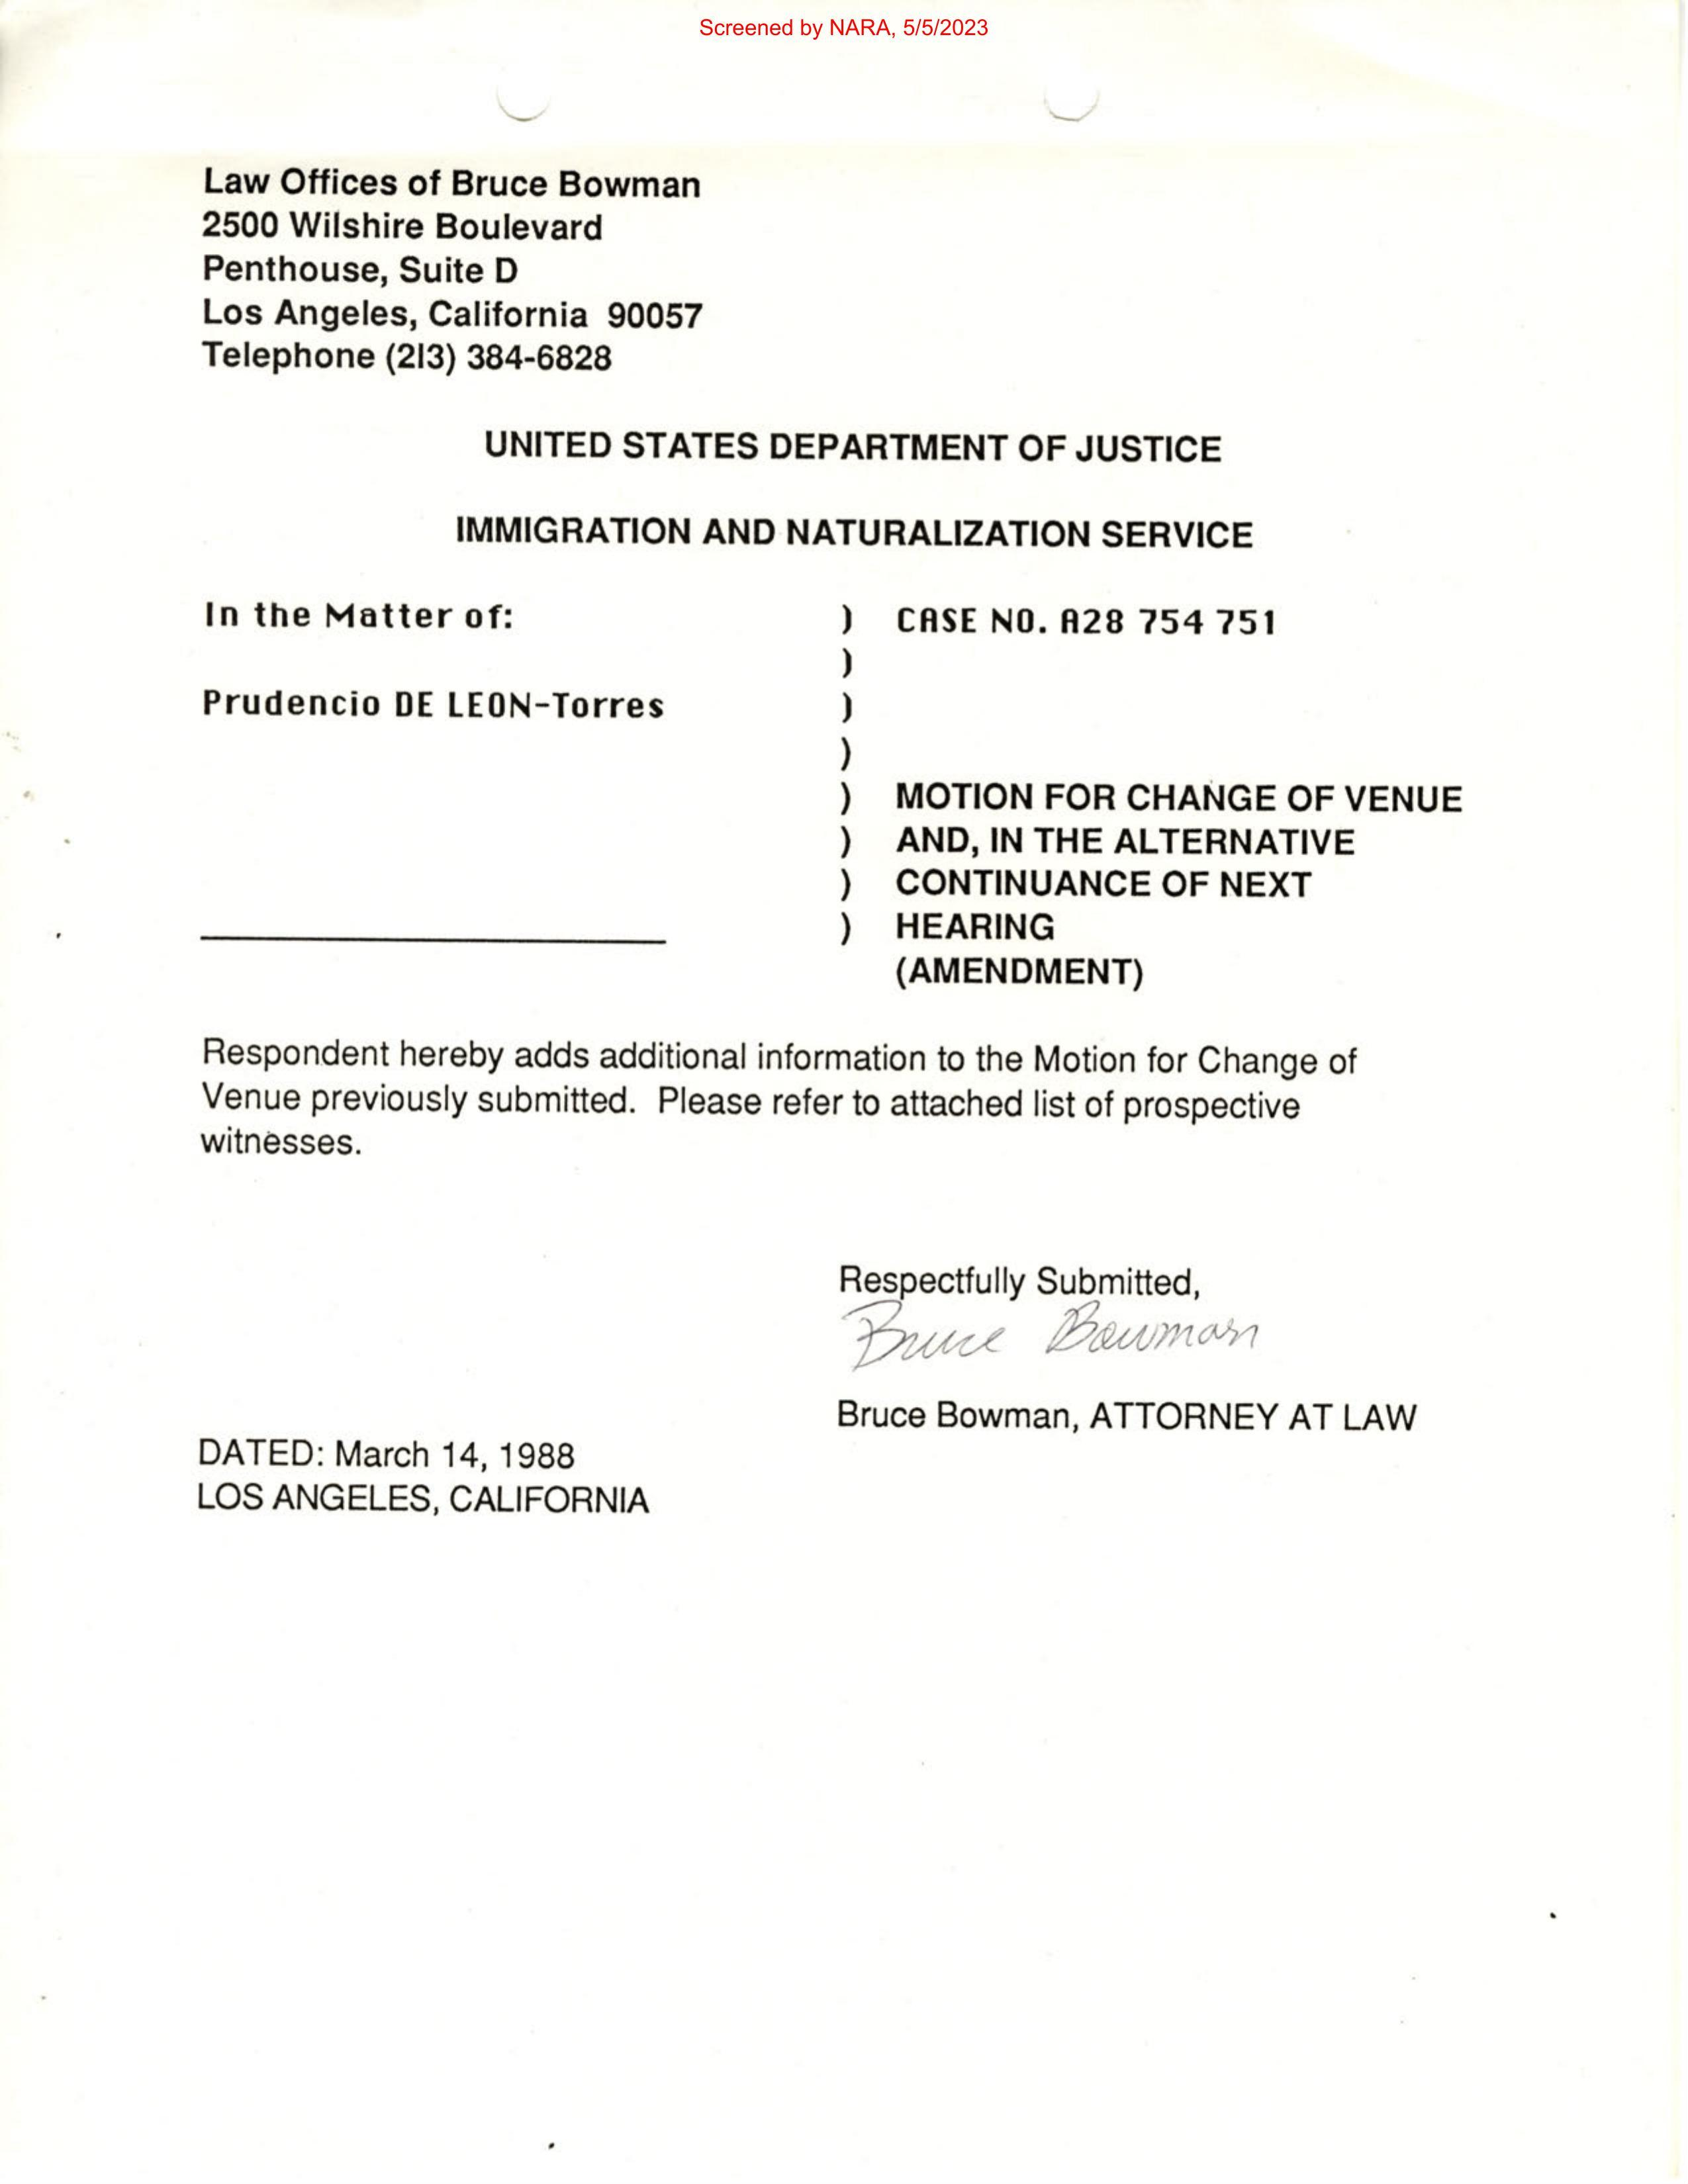 Screened by NARA, 5/5/2023
Law Offices of Bruce Bowman
2500 Wilshire Boulevard
Penthouse, Suite D
Los Angeles, California 90057
Telephone (2I3) 384-6828
UNITED STATES DEPARTMENT OF JUSTICE
IMMIGRATION AND NATURALIZATION SERVICE
In the Matter of: ) CASE NO. A28 754 751
)
Prudencio DE LEON-Torres )
)
) MOTION FOR CHANGE OF VENUE
) AND, IN THE ALTERNATIVE
) CONTINUANCE OF NEXT
) HEARING
(AMENDMENT)
Respondent hereby adds additional information to the Motion for Change of
Venue previously submitted. Please refer to attached list of prospective
witnesses.
Respectfully Submitted,
Bruce Bowman
Bruce Bowman, ATTORNEY AT LAW
DATED: March 14, 1988
LOS ANGELES, CALIFORNIA